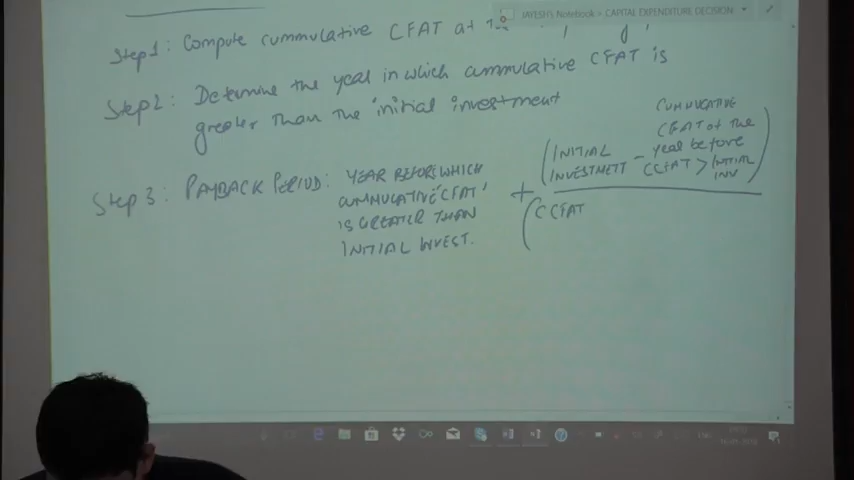 JAYESH's Notebook > CAPITAL EXPENDITURE DECISION
Step 1: Compute cummulative CFAT at
Step 2: Determine the year in which cummulative CFAT is
greater than the initial investment
Step 3: PAYBACK PERIOD: YEAR BEFORE WHICH
CUMMULATIVE 'CFAT'
IS GREATER THAN
INITIAL INVEST.
+
(INITIAL
INVESTMETT -
CUMMULATIVE
CFAT of the
year before
CCFAT > INITIAL
INV)
(CCFAT